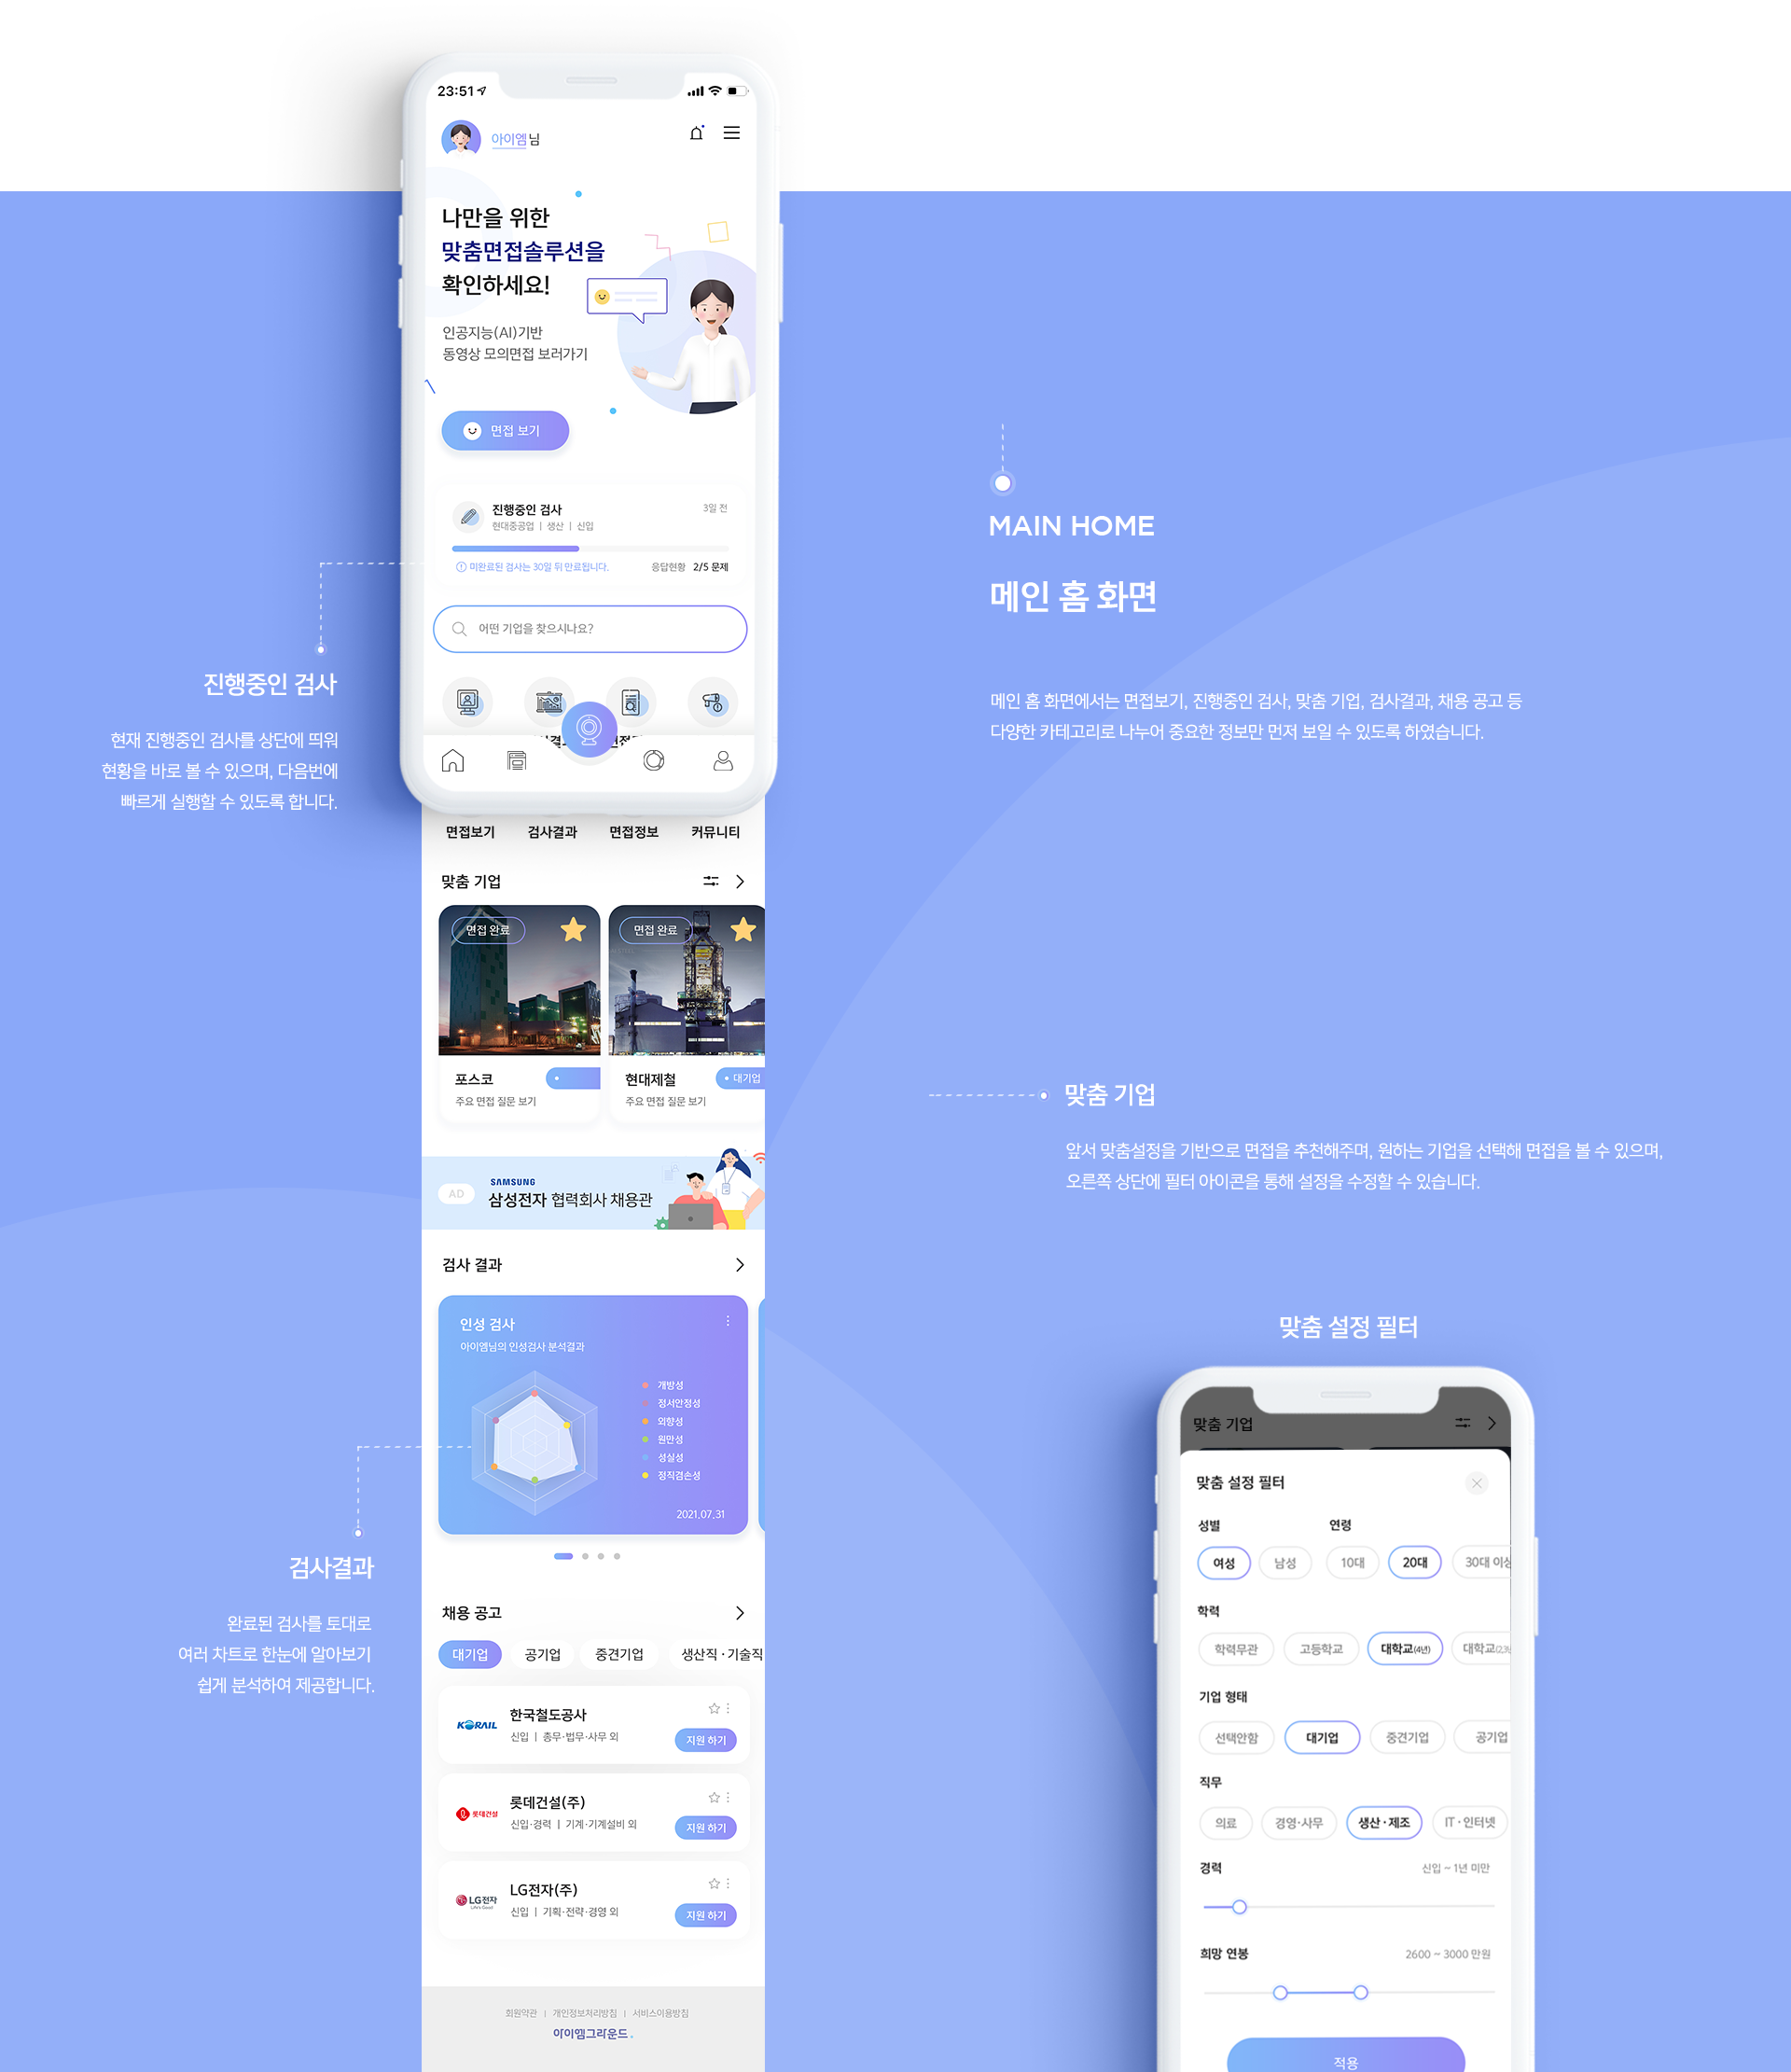 23:51
아이엠님
나만을 위한
맞춤면접솔루션을
확인하세요!
인공지능(AI)기반
동영상 모의면접 보러가기
면접 보기
진행중인 검사
3일 전
현대중공업 | 생산 | 신입
미완료된 검사는 30일 뒤 만료됩니다.
응답현황 2/5 문제
어떤 기업을 찾으시나요?
진행중인 검사
현재 진행중인 검사를 상단에 띄워
현황을 바로 볼 수 있으며, 다음번에
빠르게 실행할 수 있도록 합니다.
MAIN HOME
메인 홈 화면
메인 홈 화면에서는 면접보기, 진행중인 검사, 맞춤 기업, 검사결과, 채용 공고 등
다양한 카테고리로 나누어 중요한 정보만 먼저 보일 수 있도록 하였습니다.
면접보기 검사결과 면접정보 커뮤니티
맞춤 기업
면접 완료
면접 완료
포스코
주요 면접 질문 보기
현대제철
대기업
주요 면접 질문 보기
맞춤 기업
앞서 맞춤설정을 기반으로 면접을 추천해주며, 원하는 기업을 선택해 면접을 볼 수 있으며,
오른쪽 상단에 필터 아이콘을 통해 설정을 수정할 수 있습니다.
AD
SAMSUNG
삼성전자 협력회사 채용관
검사 결과
인성 검사
아이엠님의 인성검사 분석결과
개방성
정서안정성
외향성
원만성
성실성
정직겸손성
2021.07.31
검사결과
완료된 검사를 토대로
여러 차트로 한눈에 알아보기
쉽게 분석하여 제공합니다.
채용 공고
대기업 공기업 중견기업 생산직 · 기술직
KORAIL
한국철도공사
신입 | 총무·법무·사무 외
지원 하기
롯데건설
롯데건설(주)
신입·경력 | 기계·기계설비 외
지원 하기
LG전자
Life's Good
LG전자(주)
신입 | 기획·전략·경영 외
지원 하기
회원약관 | 개인정보처리방침 | 서비스이용방침
아이엠그라운드
맞춤 설정 필터
맞춤 기업
맞춤 설정 필터
성별 연령
여성 남성 10대 20대 30대 이상
학력
학력무관 고등학교 대학교(4년) 대학교(2,3
기업 형태
선택안함 대기업 중견기업 공기업
직무
의료 경영·사무 생산 · 제조 IT · 인터넷
경력
신입 ~ 1년 미만
희망 연봉
2600 ~ 3000 만원
적용